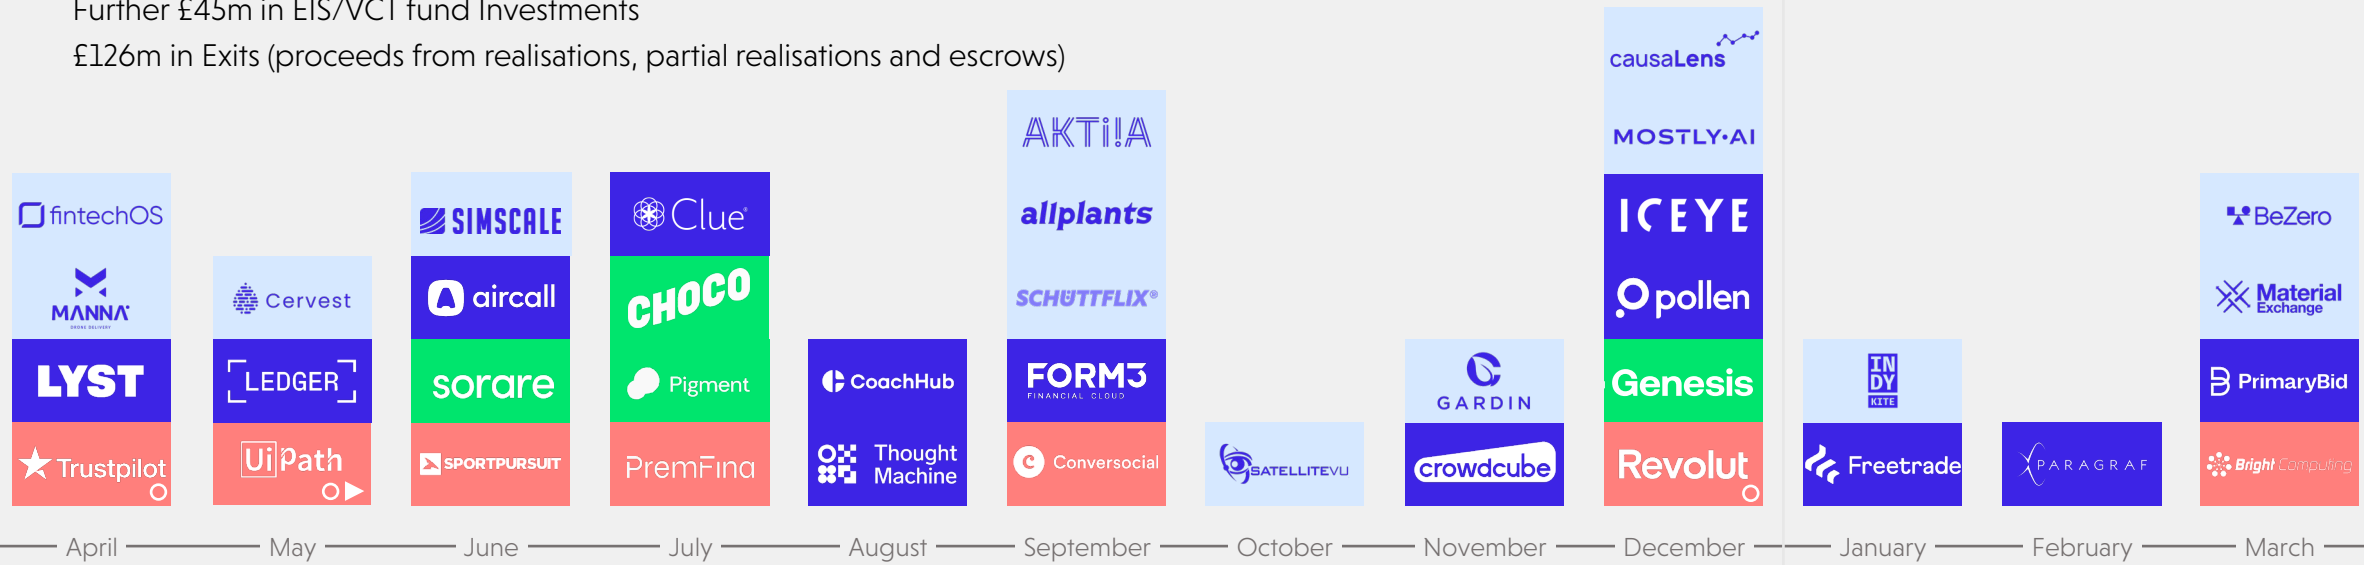 Further £45m in EIS/VCT fund Investments
£126m in Exits (proceeds from realisations, partial realisations and escrows)
fintechOS
MANNA
DRONE DELIVERY
LYST
Trustpilot
April
Cervest
LEDGER
UiPath
May
SIMSCALE
aircall
sorare
SPORTPURSUIT
June
Clue®
CHOCO
Pigment
PremFina
July
CoachHub
Thought
Machine
August
AKTi!A
allplants
SCHÜTTFLIX®
FORM3
FINANCIAL CLOUD
Conversocial
September
SATELLITEVU
October
GARDIN
crowdcube
November
causaLens
MOSTLY·AI
ICEYE
pollen
Genesis
Revolut
December
IN
DY
KITE
Freetrade
January
PARAGRAF
February
BeZero
Material
Exchange
PrimaryBid
Bright Computing
March